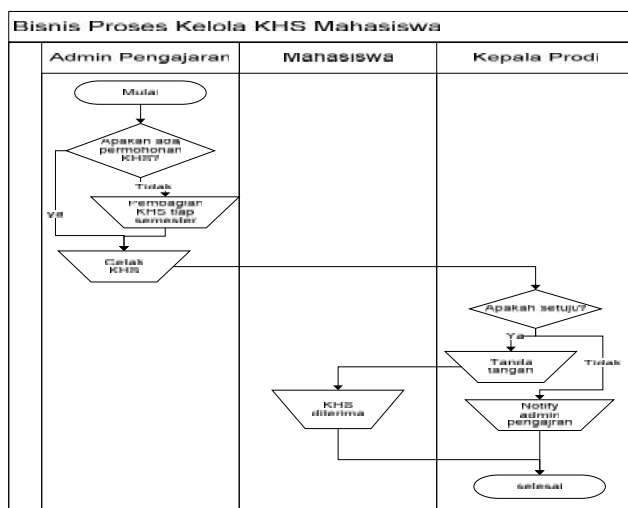 Bisnis Proses Kelola KHS Mahasiswa
Admin Pengajaran
Mahasiswa
Kepala Prodi
Mulai
Apakah ada
permohonan
KHS?
Tidak
ya
Pembagian
KHS tiap
semester
Cetak
KHS
Apakah setuju?
Ya
Tidak
Tanda
tangan
KHS
diterima
Notify
admin
pengajran
selesai